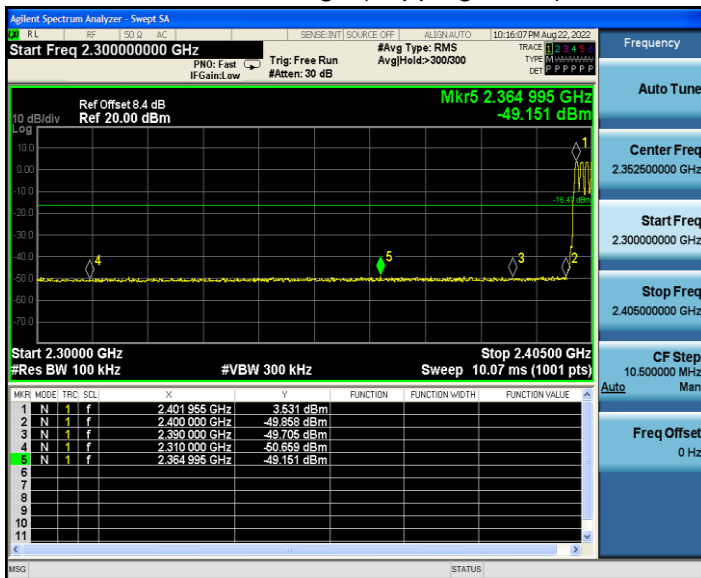 Agilent Spectrum Analyzer - Swept SA
RL RF 50 Ω AC SENSE:INT SOURCE OFF ALIGNAUTO 10:16:07 PM Aug 22, 2022
Start Freq 2.300000000 GHz
PNO: Fast
IFGain:Low
Trig: Free Run
#Atten: 30 dB
#Avg Type: RMS
Avg|Hold:>300/300
TRACE 1 2 3 4 5 6
TYPE M
DET P P P P P P
Frequency
Ref Offset 8.4 dB
10 dB/div Ref 20.00 dBm
Log
Mkr5 2.364 995 GHz
-49.151 dBm
10.0
0.00
-10.0
-20.0
-30.0
-40.0
-50.0
-60.0
-70.0
1
-16.47 dBm
4
5
3
2
Start 2.30000 GHz Stop 2.40500 GHz
#Res BW 100 kHz #VBW 300 kHz Sweep 10.07 ms (1001 pts)
MKR MODE TRC SCL X Y FUNCTION FUNCTION WIDTH FUNCTION VALUE
1 N 1 f 2.401 955 GHz 3.531 dBm
2 N 1 f 2.400 000 GHz -49.858 dBm
3 N 1 f 2.390 000 GHz -49.705 dBm
4 N 1 f 2.310 000 GHz -50.659 dBm
5 N 1 f 2.364 995 GHz -49.151 dBm
6
7
8
9
10
11
MSG STATUS
Auto Tune
Center Freq
2.352500000 GHz
Start Freq
2.300000000 GHz
Stop Freq
2.405000000 GHz
CF Step
10.500000 MHz
Auto Man
Freq Offset
0 Hz